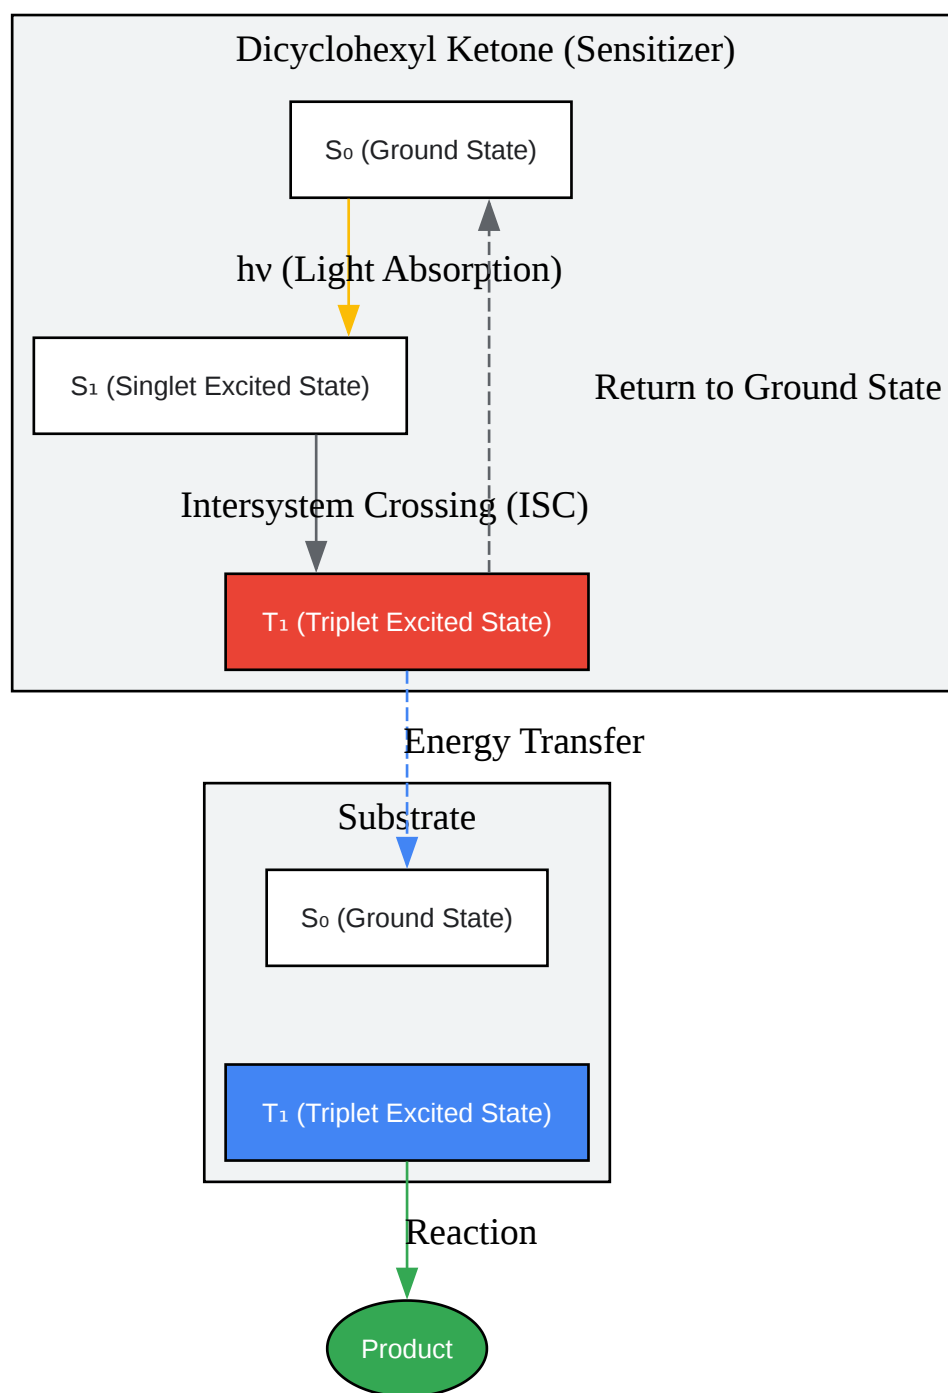 Dicyclohexyl Ketone (Sensitizer)
S₀ (Ground State)
hν (Light Absorption)
S₁ (Singlet Excited State)
Return to Ground State
Intersystem Crossing (ISC)
T₁ (Triplet Excited State)
Energy Transfer
Substrate
S₀ (Ground State)
T₁ (Triplet Excited State)
Reaction
Product